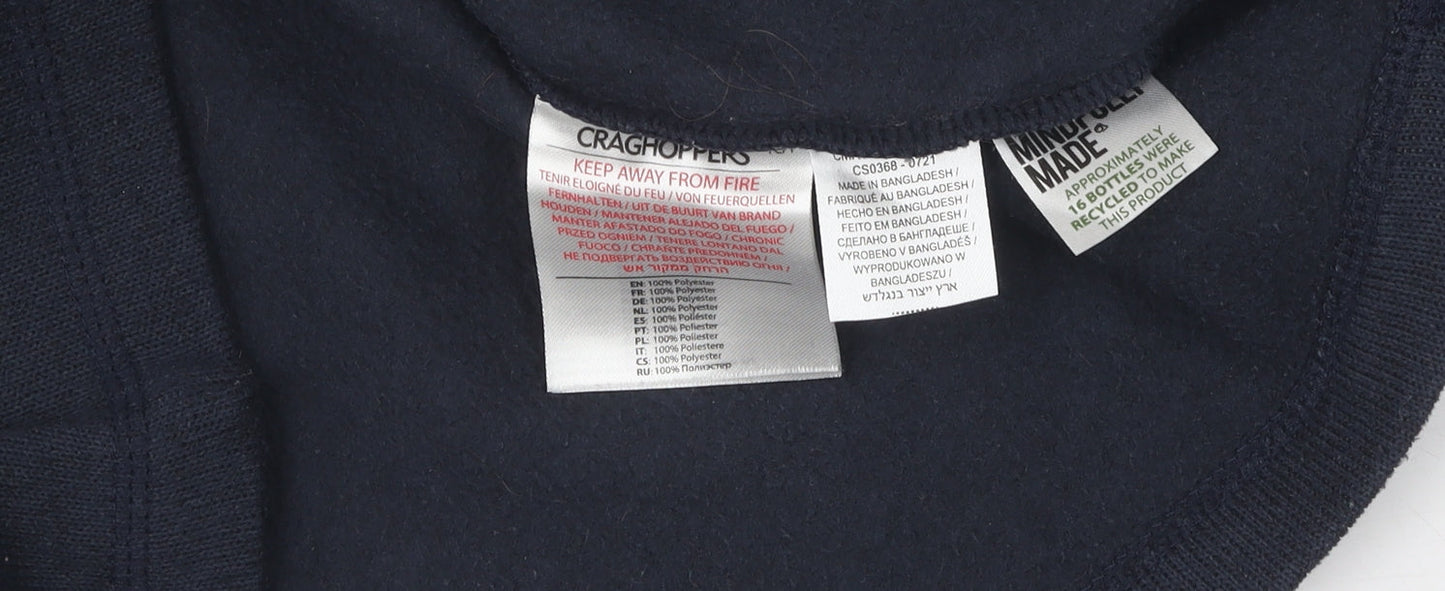 CRAGHOPPERS
KEEP AWAY FROM FIRE
TENIR ELOIGNÉ DU FEU / VON FEUERQUELLEN
FERNHALTEN / UIT DE BUURT VAN BRAND
HOUDEN / MANTENER ALEJADO DEL FUEGO /
MANTER AFASTADO DO FOGO / CHRONIC
PRZED OGNIEM / TENERE LONTANO DAL
FUOCO / CHRAŇTE PŘEDOHNĚM /
НЕ ПОДВЕРГАТЬ ВОЗДЕЙСТВИЮ ОГНЯ /
הרחק ממקור אש
EN: 100% Polyester
FR: 100% Polyester
DE: 100% Polyester
NL: 100% Polyester
ES: 100% Poliéster
PT: 100% Poliester
PL: 100% Poliester
IT: 100% Poliestere
CS: 100% Polyester
RU: 100% Полиэстер
CS0368 - 0721
MADE IN BANGLADESH /
FABRIQUÉ AU BANGLADESH /
HECHO EN BANGLADESH /
FEITO EM BANGLADESH /
СДЕЛАНО В БАНГЛАДЕШЕ /
VYROBENO V BANGLADÉŠ /
WYPRODUKOWANO W
BANGLADESZU /
ארץ ייצור בנגלדש
MINDFULLY
MADE®
APPROXIMATELY
16 BOTTLES WERE
RECYCLED TO MAKE
THIS PRODUCT